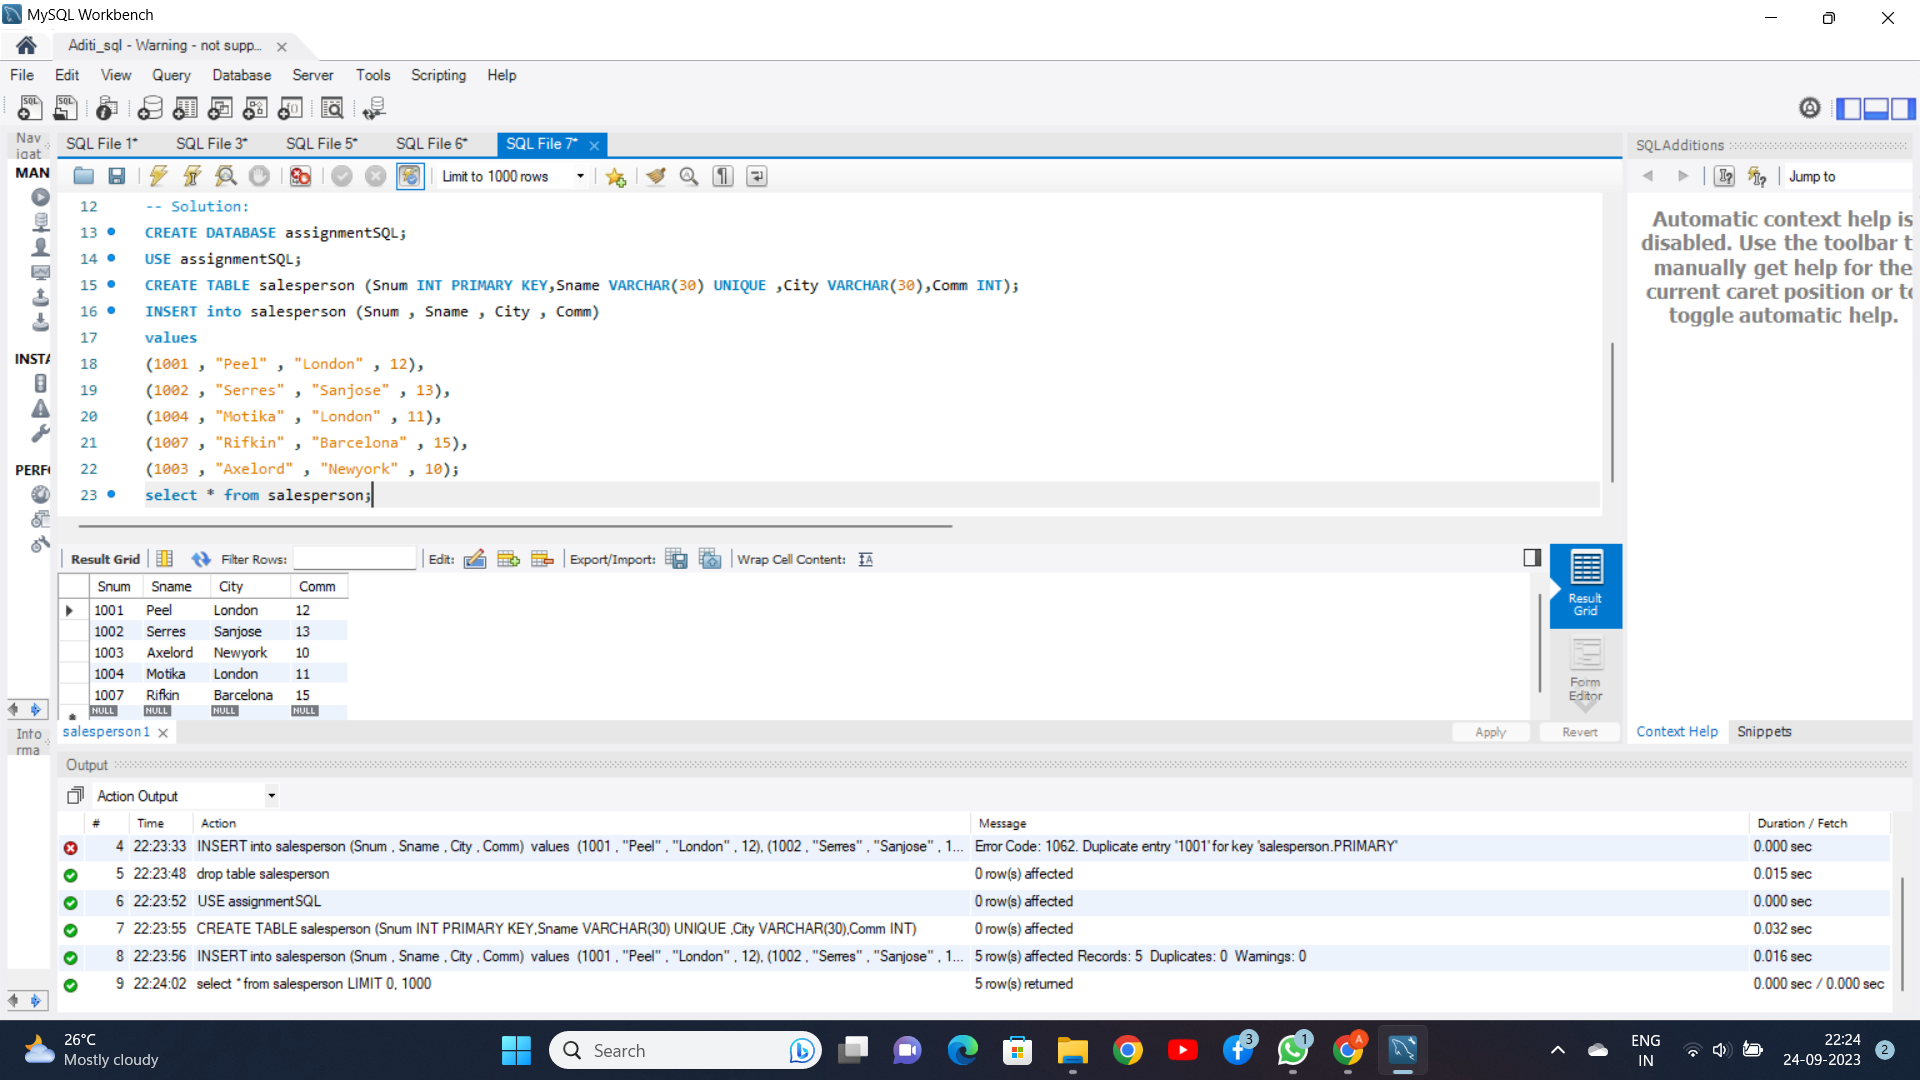 MySQL Workbench
Aditi_sql - Warning - not supp...
File Edit View Query Database Server Tools Scripting Help
Nav
igat
MAN
INSTA
PERF
Info
rma
SQL File 1* SQL File 3* SQL File 5* SQL File 6* SQL File 7*
Limit to 1000 rows
12 -- Solution:
13 CREATE DATABASE assignmentSQL;
14 USE assignmentSQL;
15 CREATE TABLE salesperson (Snum INT PRIMARY KEY,Sname VARCHAR(30) UNIQUE ,City VARCHAR(30),Comm INT);
16 INSERT into salesperson (Snum , Sname , City , Comm)
17 values
18 (1001 , "Peel" , "London" , 12),
19 (1002 , "Serres" , "Sanjose" , 13),
20 (1004 , "Motika" , "London" , 11),
21 (1007 , "Rifkin" , "Barcelona" , 15),
22 (1003 , "Axelord" , "Newyork" , 10);
23 select * from salesperson;
Result Grid Filter Rows: Edit: Export/Import: Wrap Cell Content:
Snum Sname City Comm
1001 Peel London 12
1002 Serres Sanjose 13
1003 Axelord Newyork 10
1004 Motika London 11
1007 Rifkin Barcelona 15
NULL NULL NULL NULL
Result
Grid
Form
Editor
salesperson 1
Apply Revert
SQLAdditions
Jump to
Automatic context help is
disabled. Use the toolbar t
manually get help for the
current caret position or to
toggle automatic help.
Context Help Snippets
Output
Action Output
# Time Action Message Duration / Fetch
4 22:23:33 INSERT into salesperson (Snum , Sname , City , Comm) values (1001 , "Peel" , "London" , 12), (1002 , "Serres" , "Sanjose" , 1... Error Code: 1062. Duplicate entry '1001' for key 'salesperson.PRIMARY' 0.000 sec
5 22:23:48 drop table salesperson 0 row(s) affected 0.015 sec
6 22:23:52 USE assignmentSQL 0 row(s) affected 0.000 sec
7 22:23:55 CREATE TABLE salesperson (Snum INT PRIMARY KEY,Sname VARCHAR(30) UNIQUE ,City VARCHAR(30),Comm INT) 0 row(s) affected 0.032 sec
8 22:23:56 INSERT into salesperson (Snum , Sname , City , Comm) values (1001 , "Peel" , "London" , 12), (1002 , "Serres" , "Sanjose" , 1... 5 row(s) affected Records: 5 Duplicates: 0 Warnings: 0 0.016 sec
9 22:24:02 select * from salesperson LIMIT 0, 1000 5 row(s) returned 0.000 sec / 0.000 sec
26°C
Mostly cloudy
Search
3
1
A
ENG
IN
22:24
24-09-2023
2